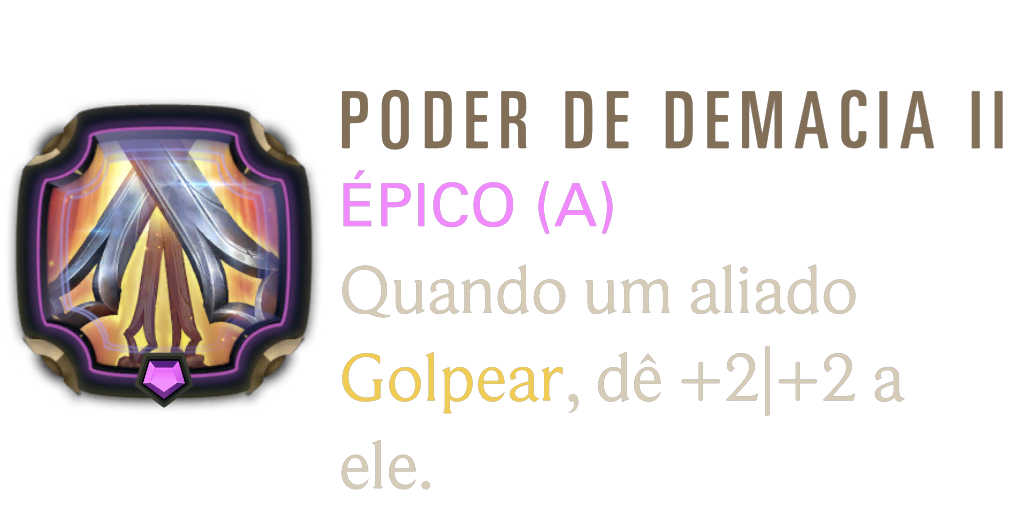 PODER DE DEMACIA II
ÉPICO (A)
Quando um aliado
Golpear, dê +2|+2 a
ele.